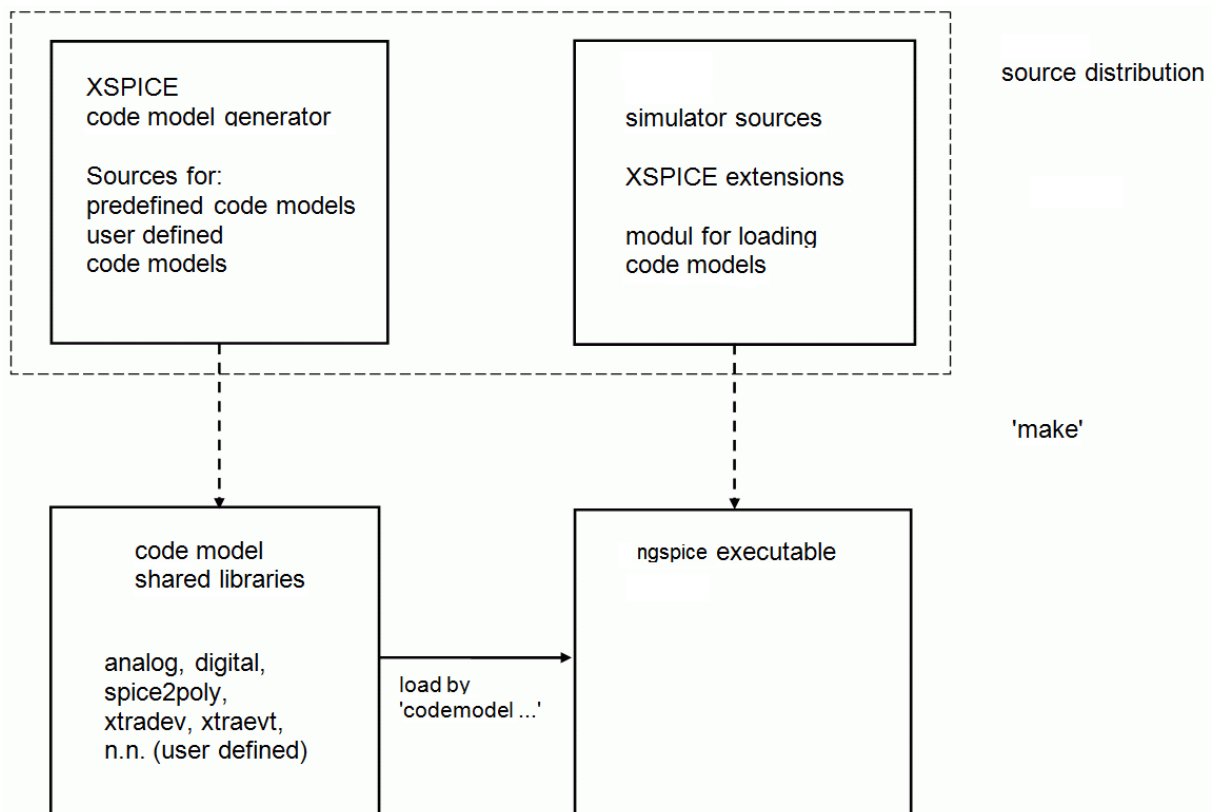 XSPICE
code model generator
Sources for:
predefined code models
user defined
code models
simulator sources
XSPICE extensions
modul for loading
code models
source distribution
'make'
code model
shared libraries
analog, digital,
spice2poly,
xtradev, xtraevt,
n.n. (user defined)
load by
'codemodel ...'
ngspice executable